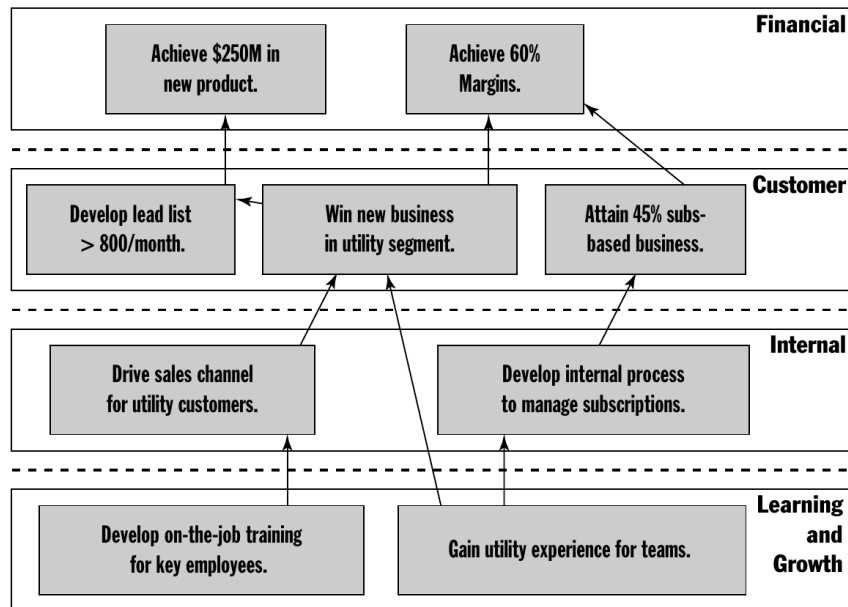 Financial
Achieve $250M in
new product.
Achieve 60%
Margins.
Customer
Develop lead list
> 800/month.
Win new business
in utility segment.
Attain 45% subs-
based business.
Internal
Drive sales channel
for utility customers.
Develop internal process
to manage subscriptions.
Learning
and
Growth
Develop on-the-job training
for key employees.
Gain utility experience for teams.